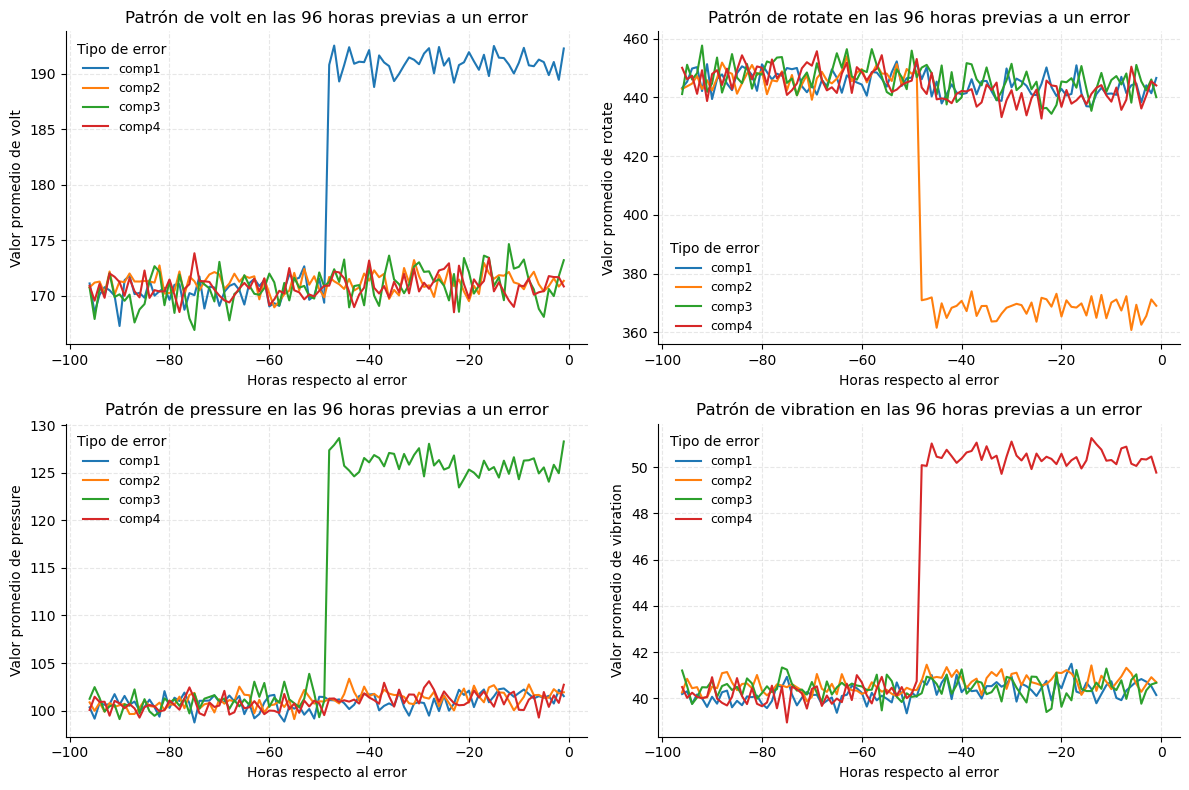 Patrón de volt en las 96 horas previas a un error
Valor promedio de volt
190
185
180
175
170
Tipo de error
comp1
comp2
comp3
comp4
−100
−80
−60
−40
−20
0
Horas respecto al error
Patrón de rotate en las 96 horas previas a un error
Valor promedio de rotate
460
440
420
400
380
360
Tipo de error
comp1
comp2
comp3
comp4
−100
−80
−60
−40
−20
0
Horas respecto al error
Patrón de pressure en las 96 horas previas a un error
Valor promedio de pressure
130
125
120
115
110
105
100
Tipo de error
comp1
comp2
comp3
comp4
−100
−80
−60
−40
−20
0
Horas respecto al error
Patrón de vibration en las 96 horas previas a un error
Valor promedio de vibration
50
48
46
44
42
40
Tipo de error
comp1
comp2
comp3
comp4
−100
−80
−60
−40
−20
0
Horas respecto al error